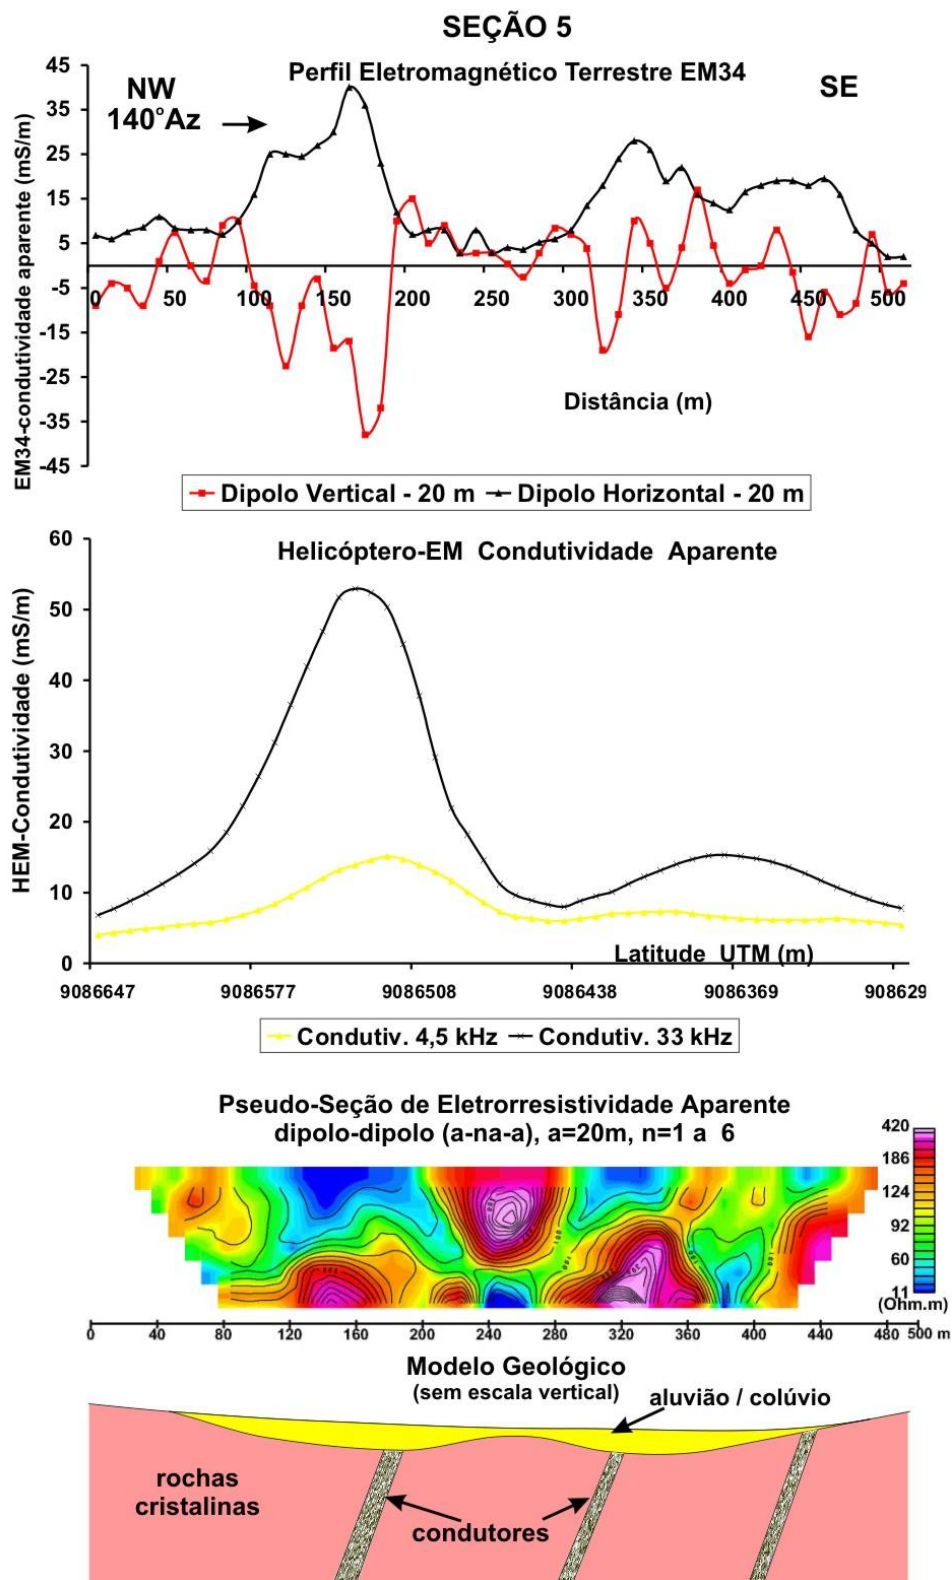 SEÇÃO 5
Perfil Eletromagnético Terrestre EM34
NW
140°Az
SE
EM34-condutividade aparente (mS/m)
45
35
25
15
5
-5
-15
-25
-35
-45
0 50 100 150 200 250 300 350 400 450 500
Distância (m)
Dipolo Vertical - 20 m Dipolo Horizontal - 20 m
Helicóptero-EM Condutividade Aparente
HEM-Condutividade (mS/m)
60
50
40
30
20
10
0
Latitude UTM (m)
9086647 9086577 9086508 9086438 9086369 908629
Condutiv. 4,5 kHz Condutiv. 33 kHz
Pseudo-Seção de Eletrorresistividade Aparente
dipolo-dipolo (a-na-a), a=20m, n=1 a 6
420
186
124
92
60
11
(Ohm.m)
0 40 80 120 160 200 240 280 320 360 400 440 480 500 m
Modelo Geológico
(sem escala vertical)
aluvião / colúvio
rochas
cristalinas
condutores